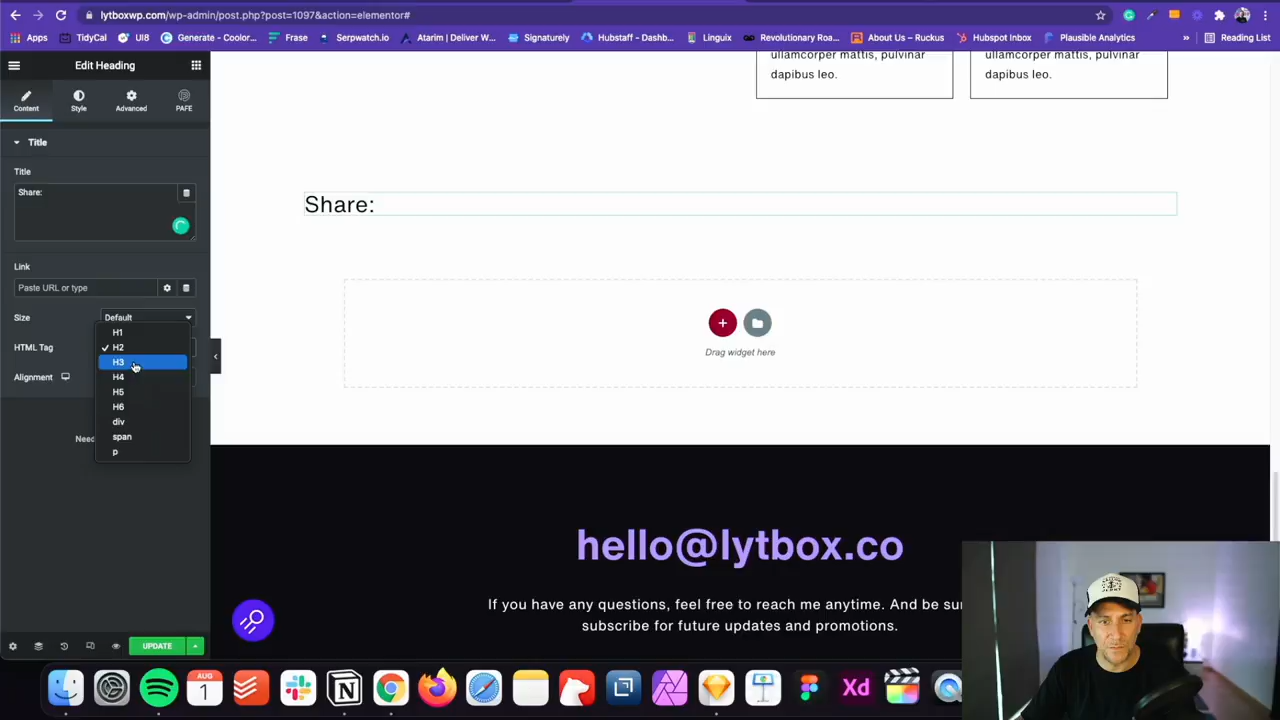 lytboxwp.com/wp-admin/post.php?post=1097&action=elementor#
Apps
TidyCal
UI8
Generate - Coolor...
Frase
Serpwatch.io
Atarim | Deliver W...
Signaturely
Hubstaff - Dashb...
Linguix
Revolutionary Roa...
About Us – Ruckus
Hubspot Inbox
Plausible Analytics
»
Reading List
Edit Heading
Content
Style
Advanced
PAFE
Title
Title
Share:
Link
Paste URL or type
Size
Default
HTML Tag
H1
H2
H3
H4
H5
H6
div
span
p
Alignment
Need
UPDATE
ullamcorper mattis, pulvinar
dapibus leo.
ullamcorper mattis, pulvinar
dapibus leo.
Share:
Drag widget here
hello@lytbox.co
If you have any questions, feel free to reach me anytime. And be su
subscribe for future updates and promotions.
AUG
1
Xd